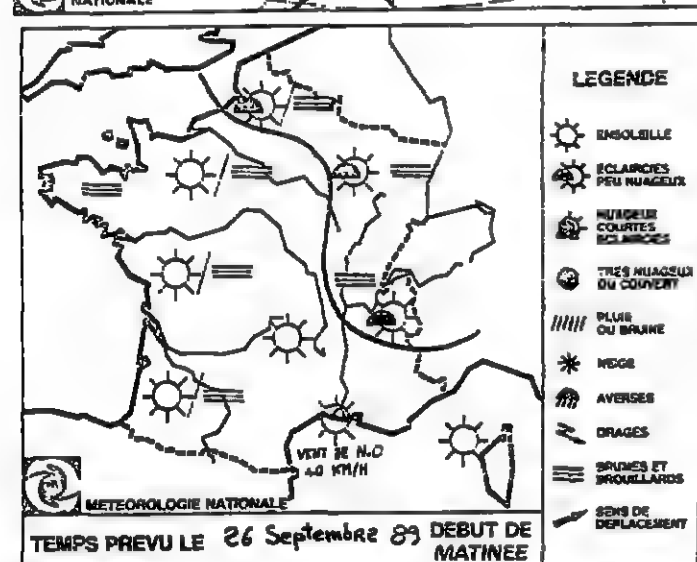 NATIONALE
LEGENDE
ENSOLEILLE
ECLAIRCIES
PEU NUAGEUX
NUAGEUX
COURTES
ECLAIRCIES
TRES NUAGEUX
OU COUVERT
PLUIE
OU BRUINE
NEIGE
AVERSES
ORAGES
BRUMES ET
BROUILLARDS
SENS DE
DEPLACEMENT
VENT DE N.O
40 KM/H
METEOROLOGIE NATIONALE
TEMPS PREVU LE 26 Septembre 89 DEBUT DE
MATINEE